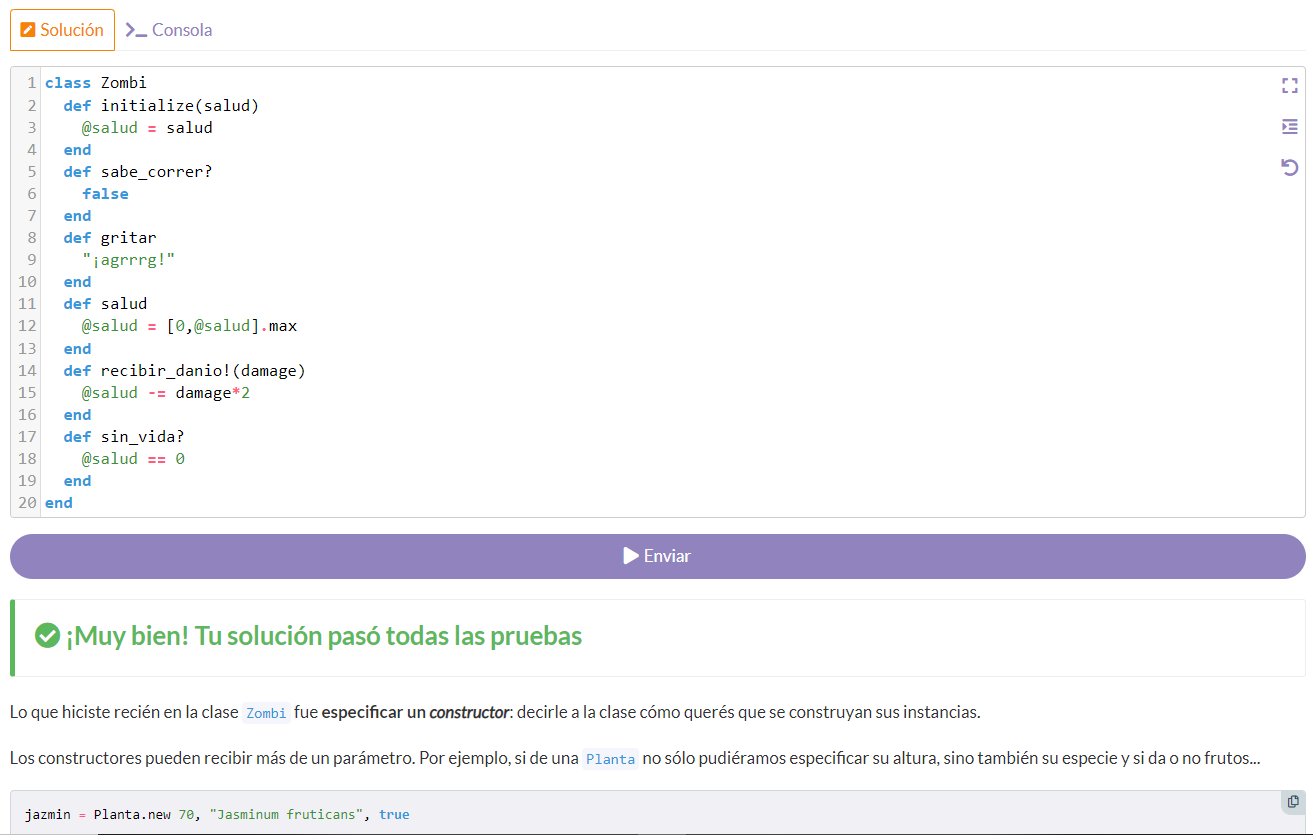 Solución
Consola
1 class Zombi
2   def initialize(salud)
3     @salud = salud
4   end
5   def sabe_correr?
6     false
7   end
8   def gritar
9     "¡agrrrg!"
10   end
11   def salud
12     @salud = [0,@salud].max
13   end
14   def recibir_danio!(damage)
15     @salud -= damage*2
16   end
17   def sin_vida?
18     @salud == 0
19   end
20 end
Enviar
¡Muy bien! Tu solución pasó todas las pruebas
Lo que hiciste recién en la clase Zombi fue especificar un constructor: decirle a la clase cómo querés que se construyan sus instancias.
Los constructores pueden recibir más de un parámetro. Por ejemplo, si de una Planta no sólo pudiéramos especificar su altura, sino también su especie y si da o no frutos...
jazmin = Planta.new 70, "Jasminum fruticans", true